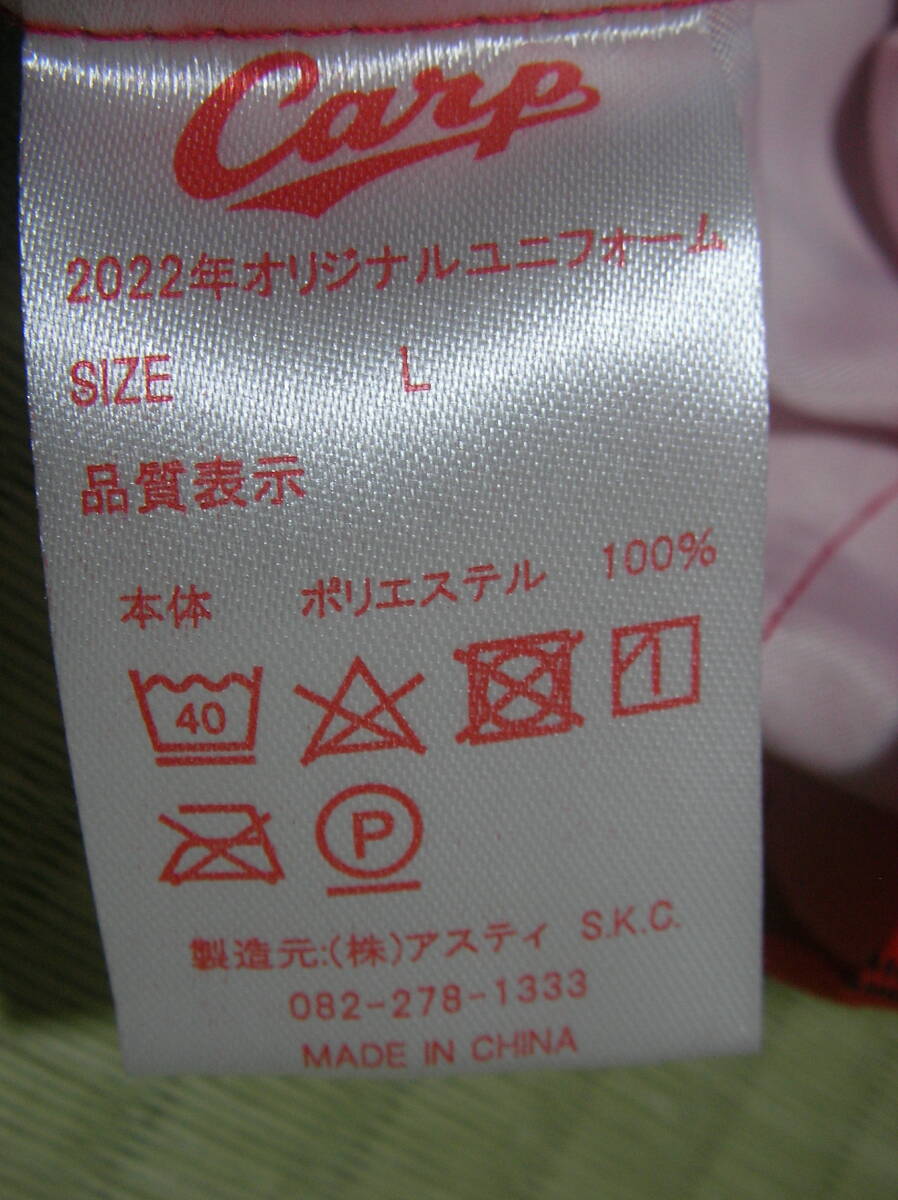 Carp
2022年オリジナルユニフォーム
SIZE L
品質表示
本体 ポリエステル 100%
40
P
製造元:(株)アスティ S.K.C.
082-278-1333
MADE IN CHINA